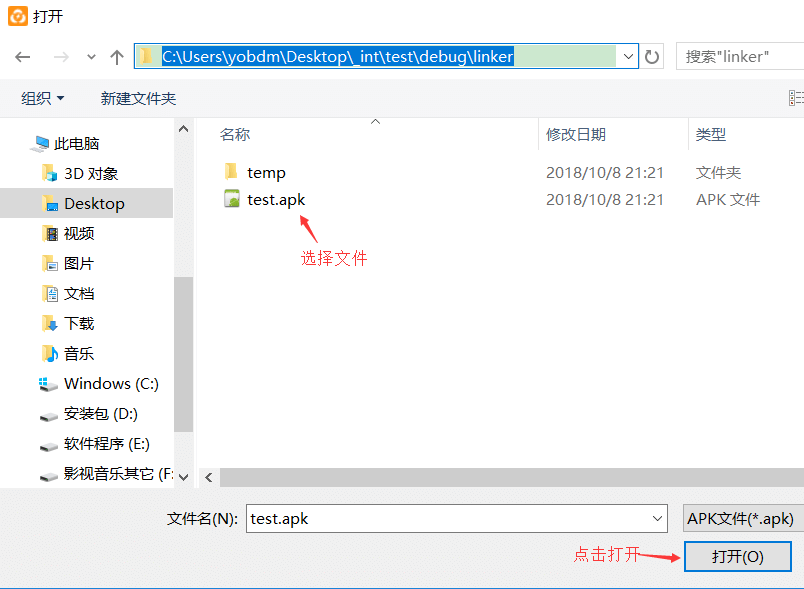 打开
C:\Users\yobdm\Desktop\_int\test\debug\linker
搜索"linker"
组织
新建文件夹
名称
修改日期
类型
此电脑
3D 对象
Desktop
视频
图片
文档
下载
音乐
Windows (C:)
安装包 (D:)
软件程序 (E:)
影视音乐其它 (F:
temp
2018/10/8 21:21
文件夹
test.apk
2018/10/8 21:21
APK 文件
选择文件
文件名(N):
test.apk
APK文件(*.apk)
点击打开
打开(O)